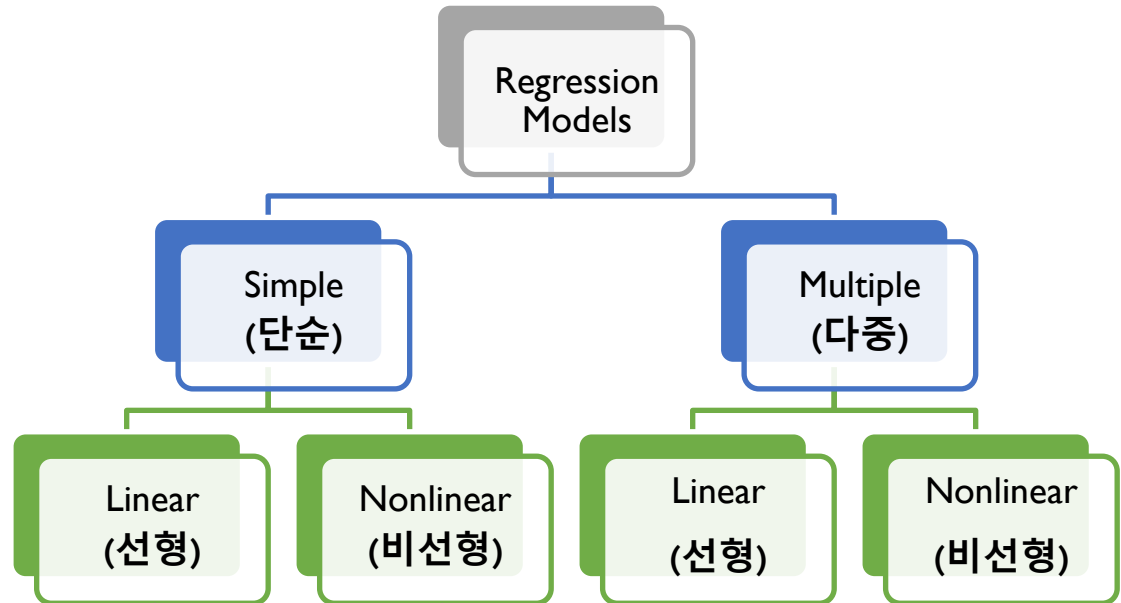 Regression
Models
Simple
(단순)
Multiple
(다중)
Linear
(선형)
Nonlinear
(비선형)
Linear
(선형)
Nonlinear
(비선형)